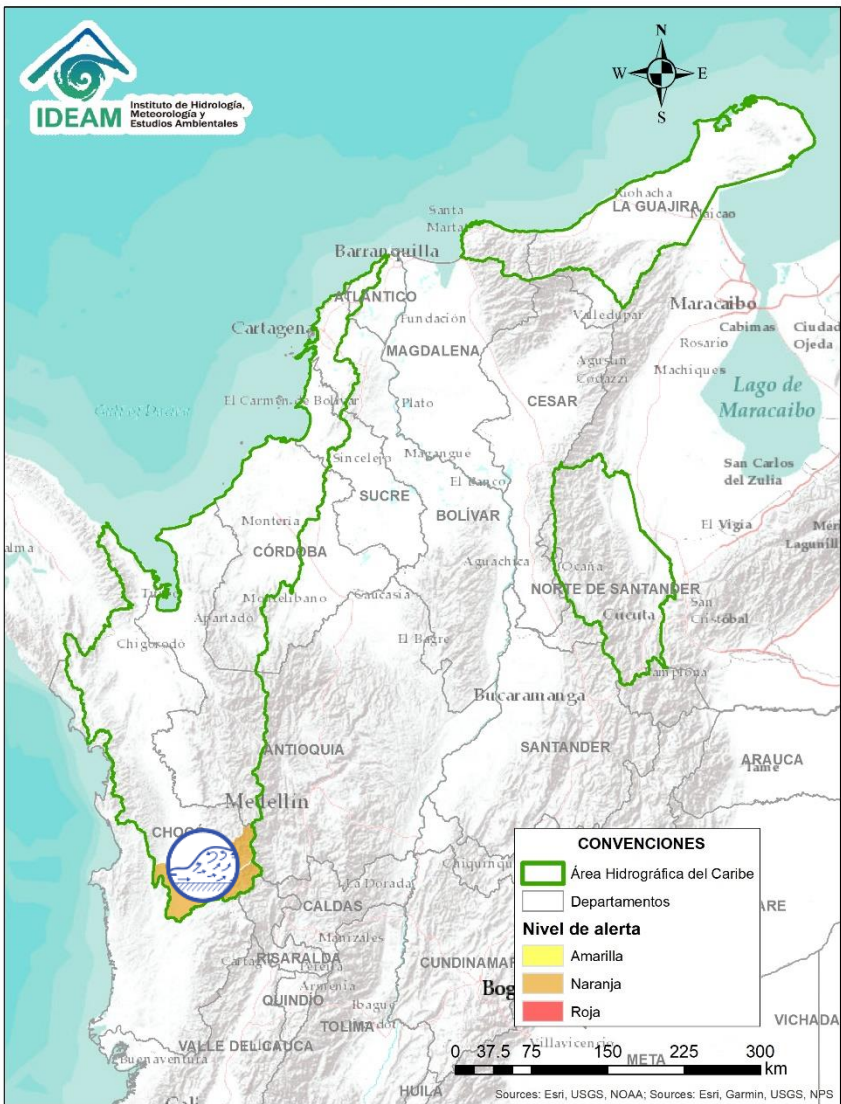 IDEAM
Instituto de Hidrología,
Meteorología y
Estudios Ambientales
N
W
E
S
Riohacha
LA GUAJIRA
Maicao
Santa
Marta
Barranquilla
ATLÁNTICO
Maracaibo
Cartagena
Fundación
Valledupar
Cabimas
Ciudad
Ojeda
Rosario
MAGDALENA
Agustín
Codazzi
Machiques
El Carmen de Bolívar
Plato
CESAR
Lago de
Maracaibo
Sincelejo
Magangué
San Carlos
del Zulia
El Banco
SUCRE
BOLÍVAR
Montería
El Vigía
CÓRDOBA
Aguachica
Ocaña
NORTE DE SANTANDER
Montelibano
Caucasia
Apartadó
Cúcuta
San
Cristóbal
Chigorodó
El Bagre
Pamplona
Bucaramanga
ANTIOQUIA
SANTANDER
ARAUCA
Tame
Medellín
CHOCÓ
CONVENCIONES
Área Hidrográfica del Caribe
Departamentos
Nivel de alerta
Amarilla
Naranja
Roja
La Dorada
CALDAS
Manizales
RISARALDA
Pereira
CUNDINAMAR
Armenia
QUINDÍO
Ibagué
Bog
TOLIMA
VICHADA
Villavicencio
VALLE DEL CAUCA
Buenaventura
META
HUILA
0 37.5 75 150 225 300
km
Sources: Esri, USGS, NOAA; Sources: Esri, Garmin, USGS, NPS